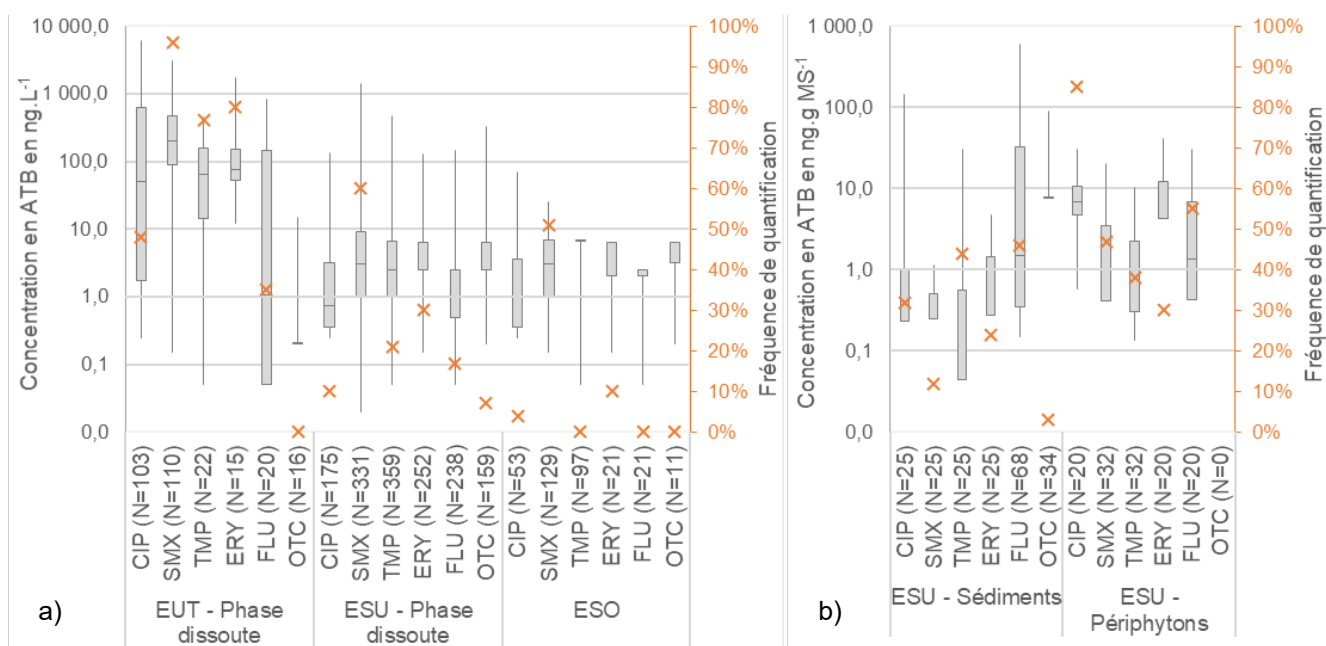 Concentration en ATB en ng.L-1
10 000,0
1 000,0
100,0
10,0
1,0
0,1
0,0
100%
90%
80%
70%
60%
50%
40%
30%
20%
10%
0%
Fréquence de quantification
CIP (N=103)
SMX (N=110)
TMP (N=22)
ERY (N=15)
FLU (N=20)
OTC (N=16)
CIP (N=175)
SMX (N=331)
TMP (N=359)
ERY (N=252)
FLU (N=238)
OTC (N=159)
CIP (N=53)
SMX (N=129)
TMP (N=97)
ERY (N=21)
FLU (N=21)
OTC (N=11)
EUT - Phase
dissoute
ESU - Phase
dissoute
ESO
a)
Concentration en ATB en ng.g MS-1
1 000,0
100,0
10,0
1,0
0,1
0,0
100%
90%
80%
70%
60%
50%
40%
30%
20%
10%
0%
Fréquence de quantification
CIP (N=25)
SMX (N=25)
TMP (N=25)
ERY (N=25)
FLU (N=68)
OTC (N=34)
CIP (N=20)
SMX (N=32)
TMP (N=32)
ERY (N=20)
FLU (N=20)
OTC (N=0)
ESU - Sédiments
ESU -
Périphytons
b)